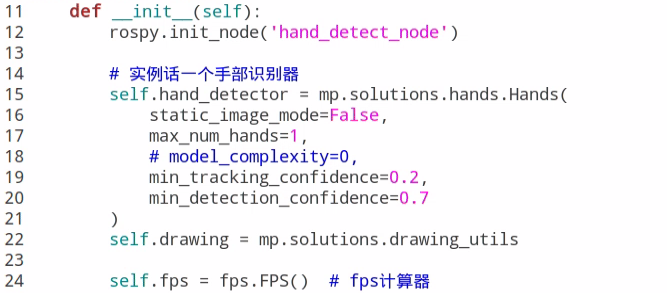 11    def __init__(self):
12        rospy.init_node('hand_detect_node')
13
14        # 实例话一个手部识别器
15        self.hand_detector = mp.solutions.hands.Hands(
16            static_image_mode=False,
17            max_num_hands=1,
18            # model_complexity=0,
19            min_tracking_confidence=0.2,
20            min_detection_confidence=0.7
21        )
22        self.drawing = mp.solutions.drawing_utils
23
24        self.fps = fps.FPS()  # fps计算器